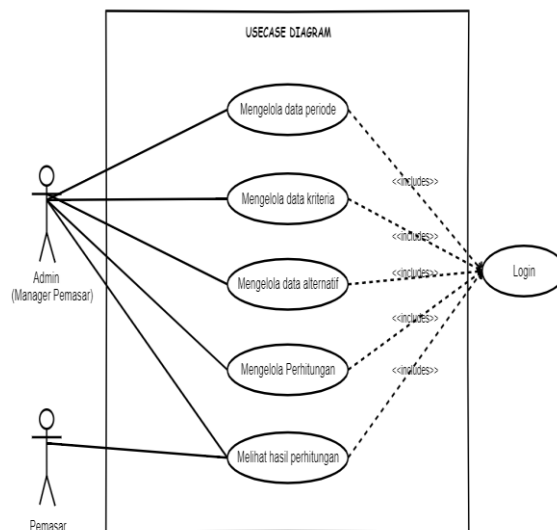 USECASE DIAGRAM
Mengelola data periode
<<includes>>
Mengelola data kriteria
<<includes>>
Admin
(Manager Pemasar)
Mengelola data alternatif
<<includes>>
Login
<<includes>>
Mengelola Perhitungan
<<includes>>
Melihat hasil perhitungan
Pemasar